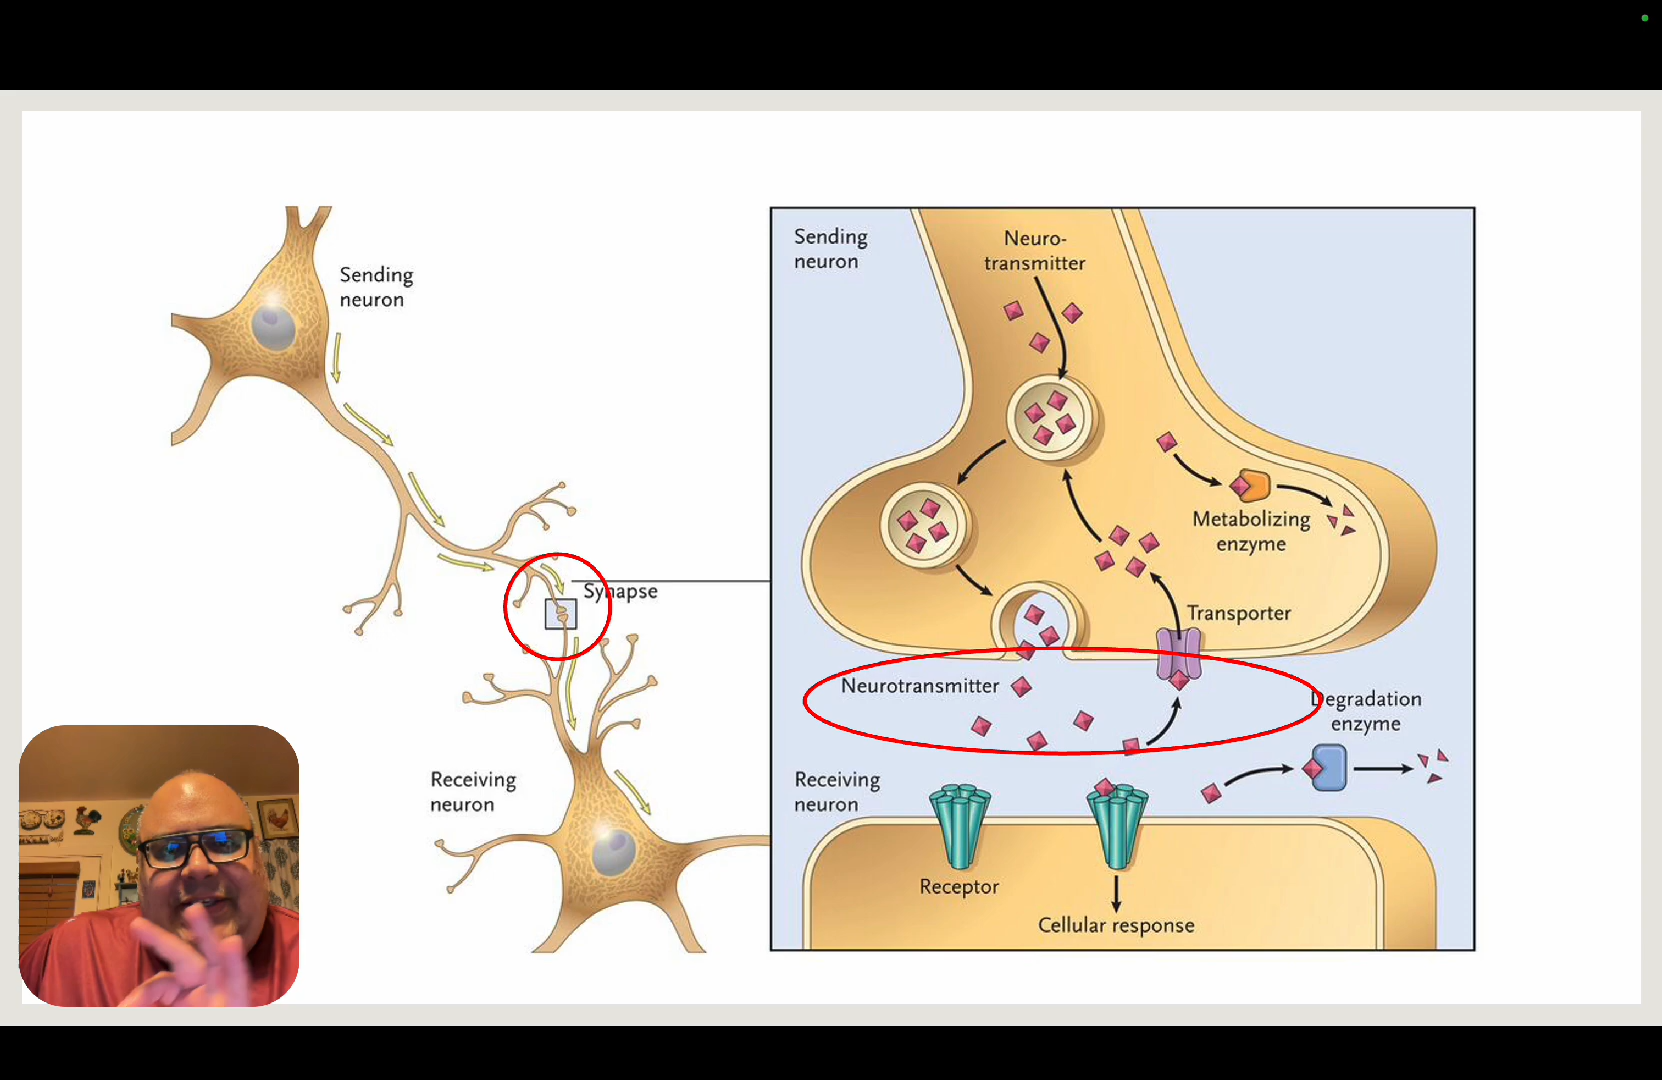 Sending
neuron
Synapse
Receiving
neuron
Sending
neuron
Neuro-
transmitter
Metabolizing
enzyme
Transporter
Neurotransmitter
Degradation
enzyme
Receiving
neuron
Receptor
Cellular response